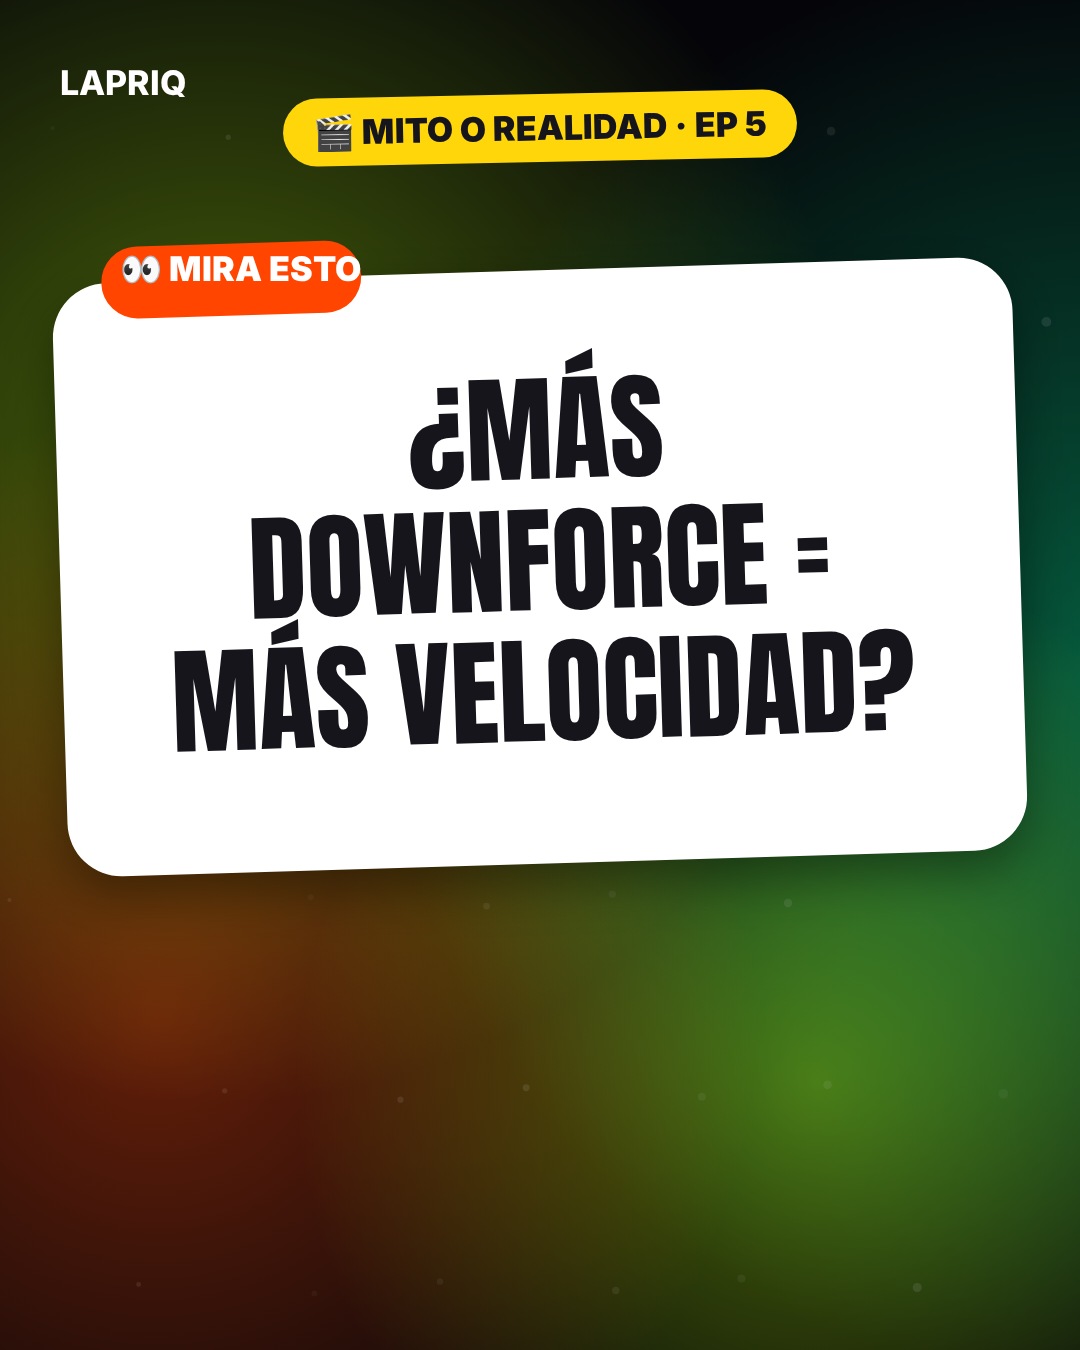 LAPRIQ
🎬 MITO O REALIDAD · EP 5
👀 MIRA ESTO
¿MÁS
DOWNFORCE =
MÁS VELOCIDAD?